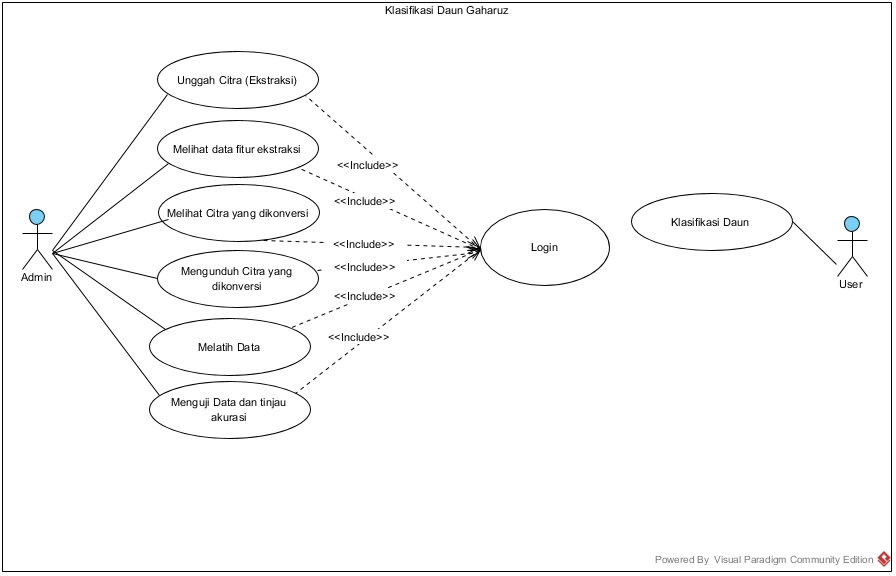 Klasifikasi Daun Gaharuz
Unggah Citra (Ekstraksi)
Melihat data fitur ekstraksi
<<Include>>
<<Include>>
Melihat Citra yang dikonversi
Klasifikasi Daun
<<Include>>
Login
<<Include>>
Mengunduh Citra yang
dikonversi
Admin
User
<<Include>>
<<Include>>
Melatih Data
Menguji Data dan tinjau
akurasi
Powered By Visual Paradigm Community Edition